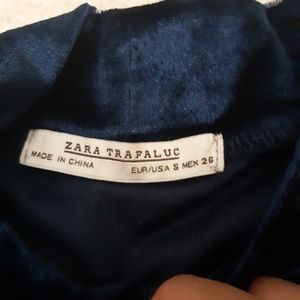 ZARA TRAFALUC
MADE IN CHINA
EUR/USA S MEX 26